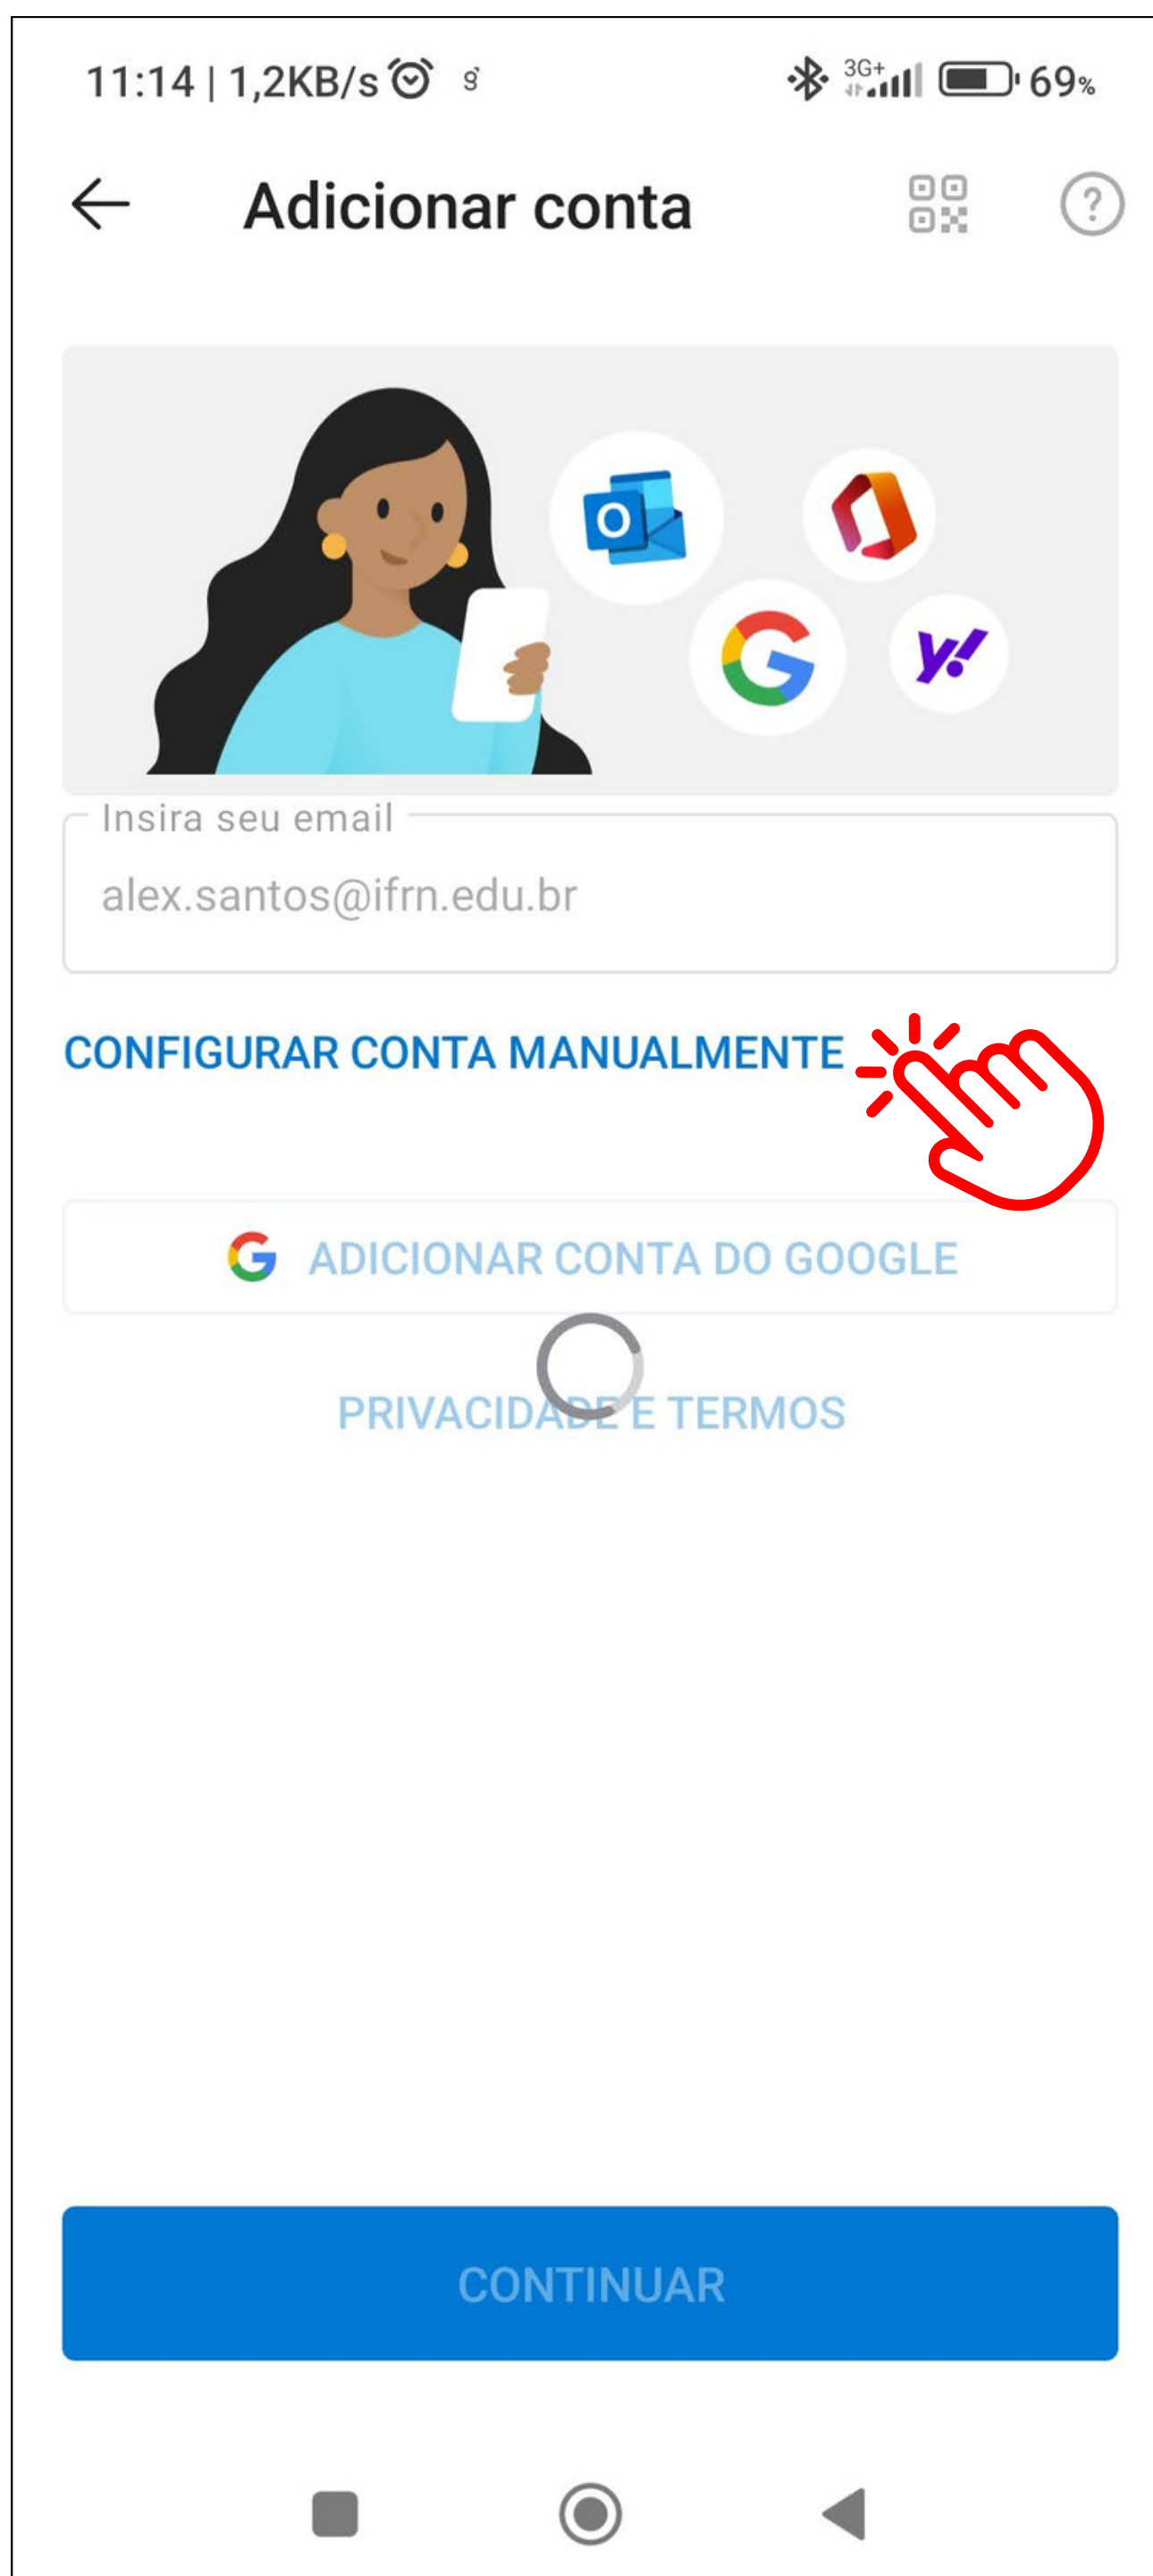 11:14 | 1,2KB/s
3G+
69%
Adicionar conta
?
Insira seu email
alex.santos@ifrn.edu.br
CONFIGURAR CONTA MANUALMENTE
ADICIONAR CONTA DO GOOGLE
PRIVACIDADE E TERMOS
CONTINUAR